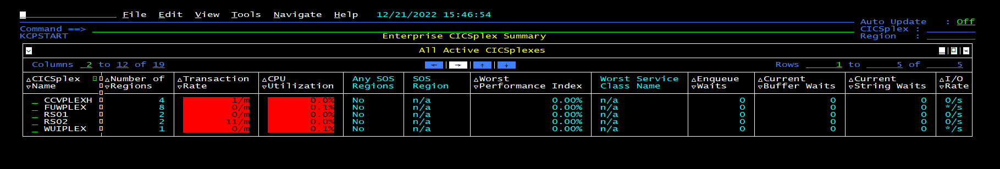 File Edit View Tools Navigate Help 12/21/2022 15:46:54
Auto Update : Off
Command ==>
CICSplex :
KCPSTART Enterprise CICSplex Summary Region :
All Active CICSplexes
Columns 2 to 12 of 19 ← → ↑ ↓ Rows 1 to 5 of 5
△CICSplex △Number of △Transaction △CPU Any SOS SOS △Worst Worst Service △Enqueue △Current △Current △I/O
▽Name ▽Regions ▽Rate ▽Utilization Regions Region ▽Performance Index Class Name ▽Waits ▽Buffer Waits ▽String Waits ▽Rate
_ CCVPLEXH 4 1/m 0.0% No n/a 0.00% n/a 0 0 0 0/s
_ FUWPLEX 8 0/m 0.1% No n/a 0.00% n/a 0 0 0 */s
_ RS01 2 0/m 0.0% No n/a 0.00% n/a 0 0 0 0/s
_ RS02 2 11/m 0.0% No n/a 0.00% n/a 0 0 0 0/s
_ WUIPLEX 1 0/m 0.1% No n/a 0.00% n/a 0 0 0 */s